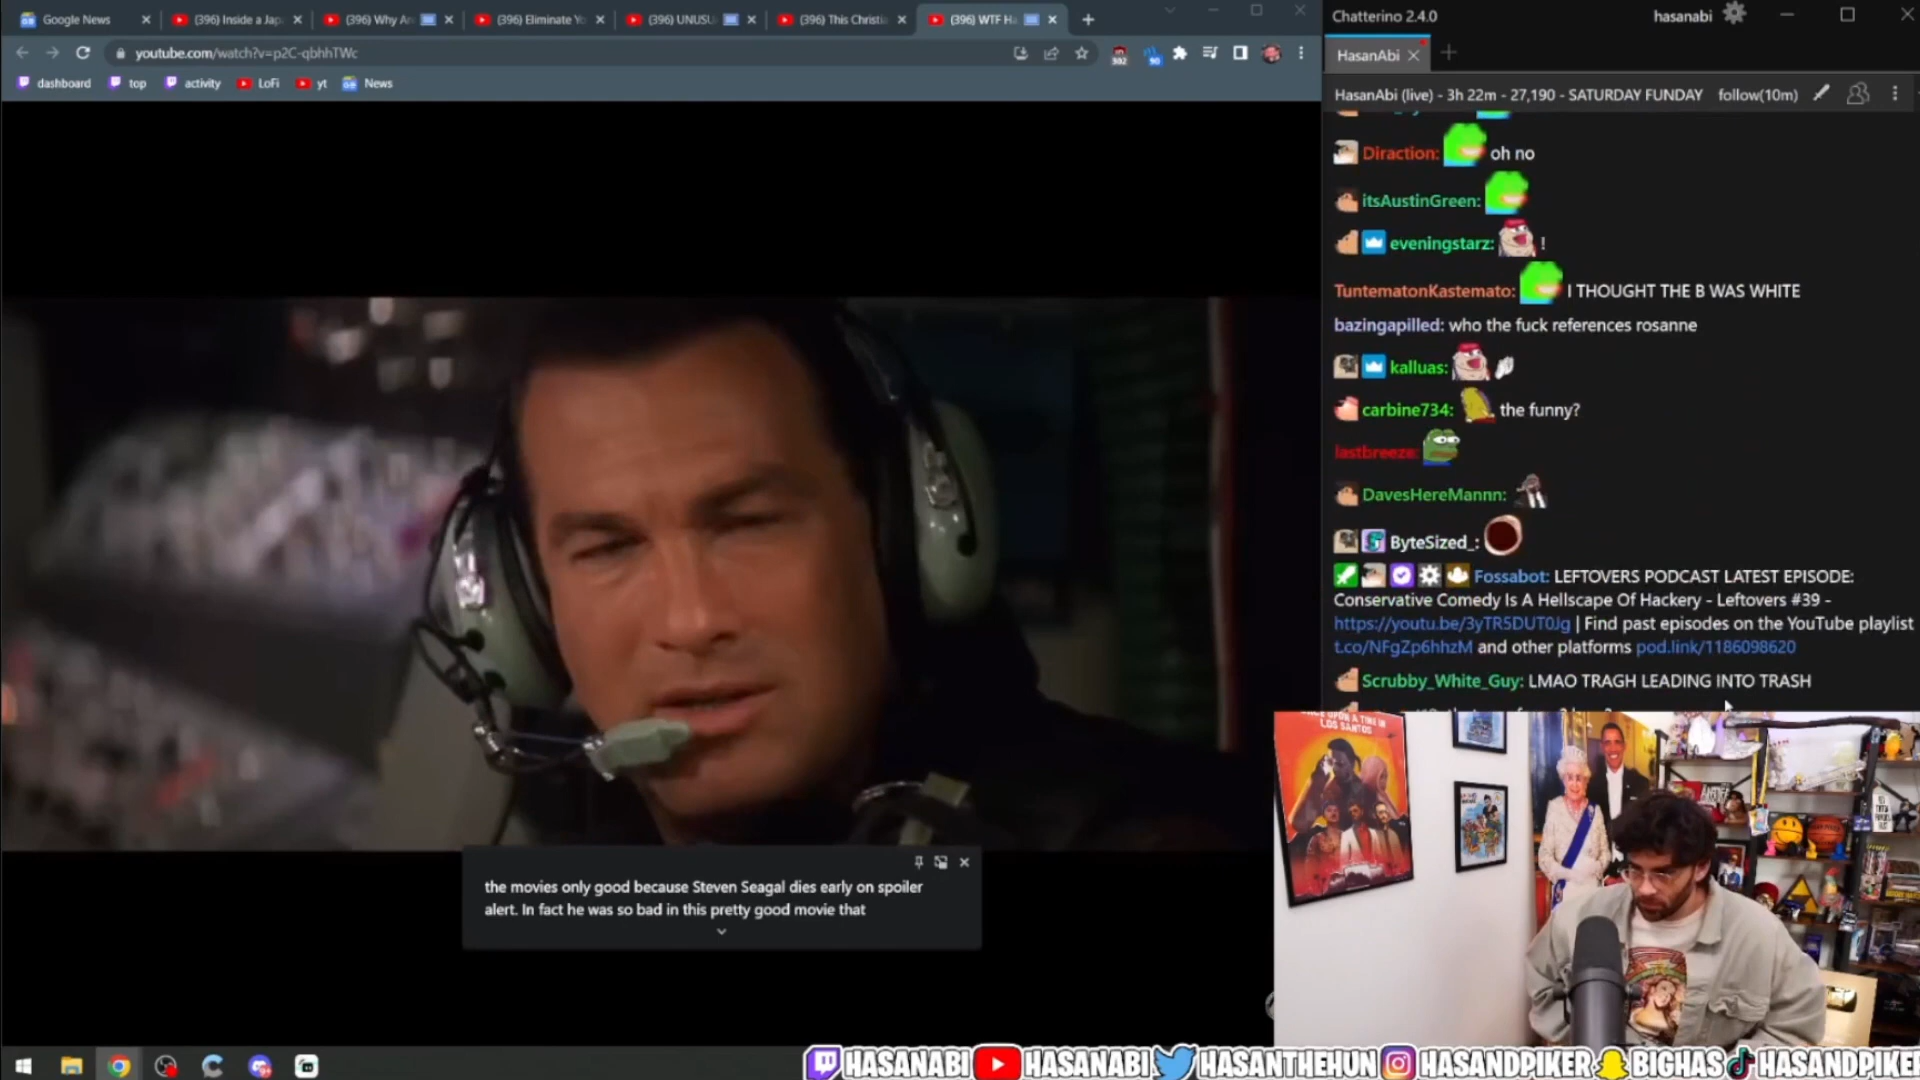 Google News
(396) Inside a Jap
(396) Why Ar
(396) Eliminate Yo
(396) UNUSU
(396) This Christia
(396) WTF Ha
youtube.com/watch?v=p2C-qbhhTWc
302
90
dashboard
top
activity
LoFi
yt
News
the movies only good because Steven Seagal dies early on spoiler
alert. In fact he was so bad in this pretty good movie that
Chatterino 2.4.0
hasanabi
HasanAbi
HasanAbi (live) - 3h 22m - 27,190 - SATURDAY FUNDAY
follow(10m)
Diraction: oh no
itsAustinGreen:
eveningstarz: !
TuntematonKastemato: I THOUGHT THE B WAS WHITE
bazingapilled: who the fuck references rosanne
kalluas:
carbine734: the funny?
lastbreeze:
DavesHereMannn:
ByteSized_:
Fossabot: LEFTOVERS PODCAST LATEST EPISODE:
Conservative Comedy Is A Hellscape Of Hackery - Leftovers #39 -
https://youtu.be/3yTR5DUT0Jg | Find past episodes on the YouTube playlist
t.co/NFgZp6hhzM and other platforms pod.link/1186098620
Scrubby_White_Guy: LMAO TRAGH LEADING INTO TRASH
LOS SANTOS
HASANABI
HASANABI
HASANTHEHUN
HASANDPIKER
BIGHAS
HASANDPIKER